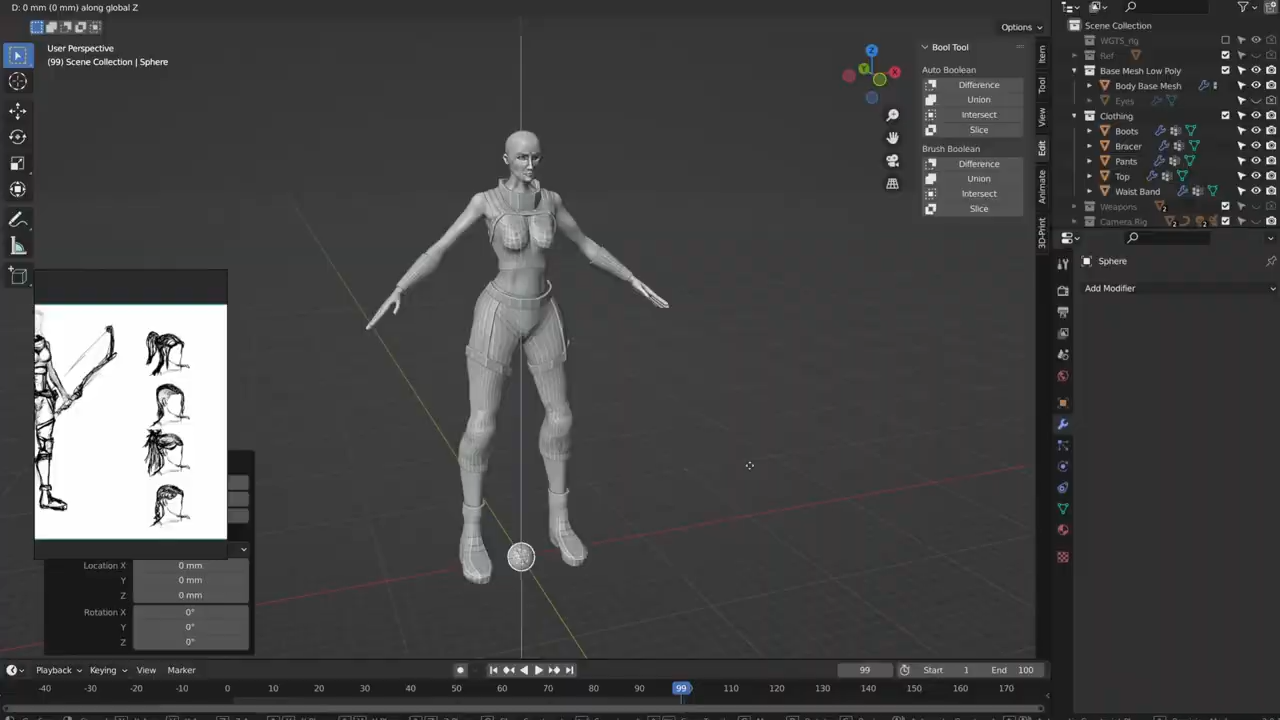 D: 0 mm (0 mm) along global Z
Options
User Perspective
(99) Scene Collection | Sphere
Bool Tool
Auto Boolean
Difference
Union
Intersect
Slice
Brush Boolean
Difference
Union
Intersect
Slice
Item
Tool
View
Edit
Animate
3D-Print
Z
Y
X
Scene Collection
WGTS_rig
Ref
Base Mesh Low Poly
Body Base Mesh
Eyes
Clothing
Boots
Bracer
Pants
Top
Waist Band
Weapons
2
Camera Rig
2
2
Sphere
Add Modifier
Location X
0 mm
Y
0 mm
Z
0 mm
Rotation X
0°
Y
0°
Z
0°
Playback
Keying
View
Marker
99
Start
1
End
100
-40
-30
-20
-10
0
10
20
30
40
50
60
70
80
90
99
110
120
130
140
150
160
170